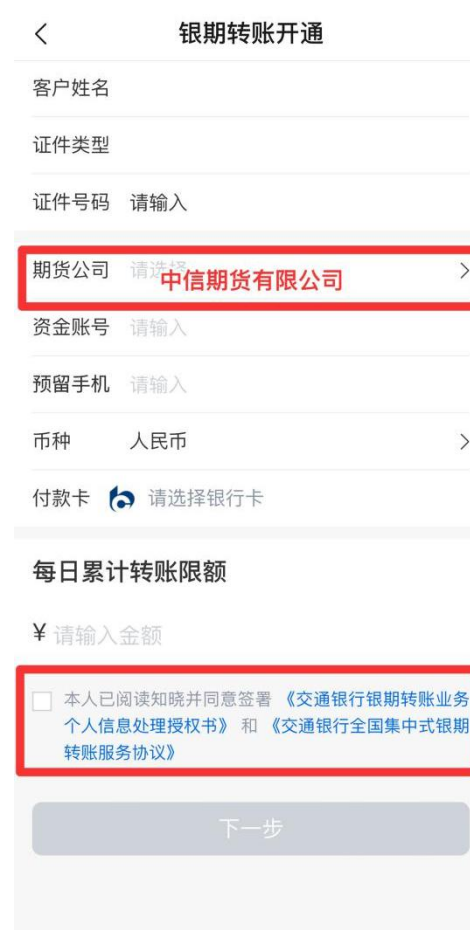 银期转账开通
客户姓名
证件类型
证件号码 请输入
期货公司 请选择
中信期货有限公司
资金账号 请输入
预留手机 请输入
币种 人民币
付款卡 请选择银行卡
每日累计转账限额
¥ 请输入金额
本人已阅读知晓并同意签署 《交通银行银期转账业务
个人信息处理授权书》 和 《交通银行全国集中式银期
转账服务协议》
下一步